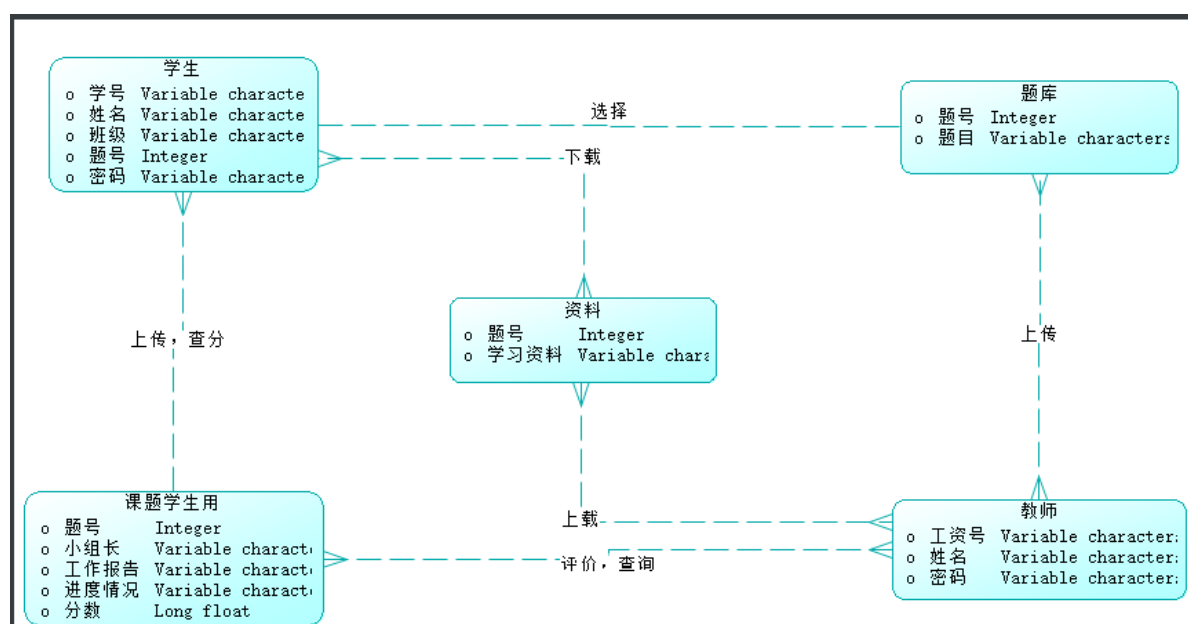 学生
o 学号 Variable characte
o 姓名 Variable characte
o 班级 Variable characte
o 题号 Integer
o 密码 Variable characte
选择
题库
o 题号 Integer
o 题目 Variable characters
下载
资料
o 题号 Integer
o 学习资料 Variable chara
上传，查分
上传
课题学生用
o 题号 Integer
o 小组长 Variable characte
o 工作报告 Variable characte
o 进度情况 Variable characte
o 分数 Long float
上载
评价，查询
教师
o 工资号 Variable character
o 姓名 Variable character
o 密码 Variable character